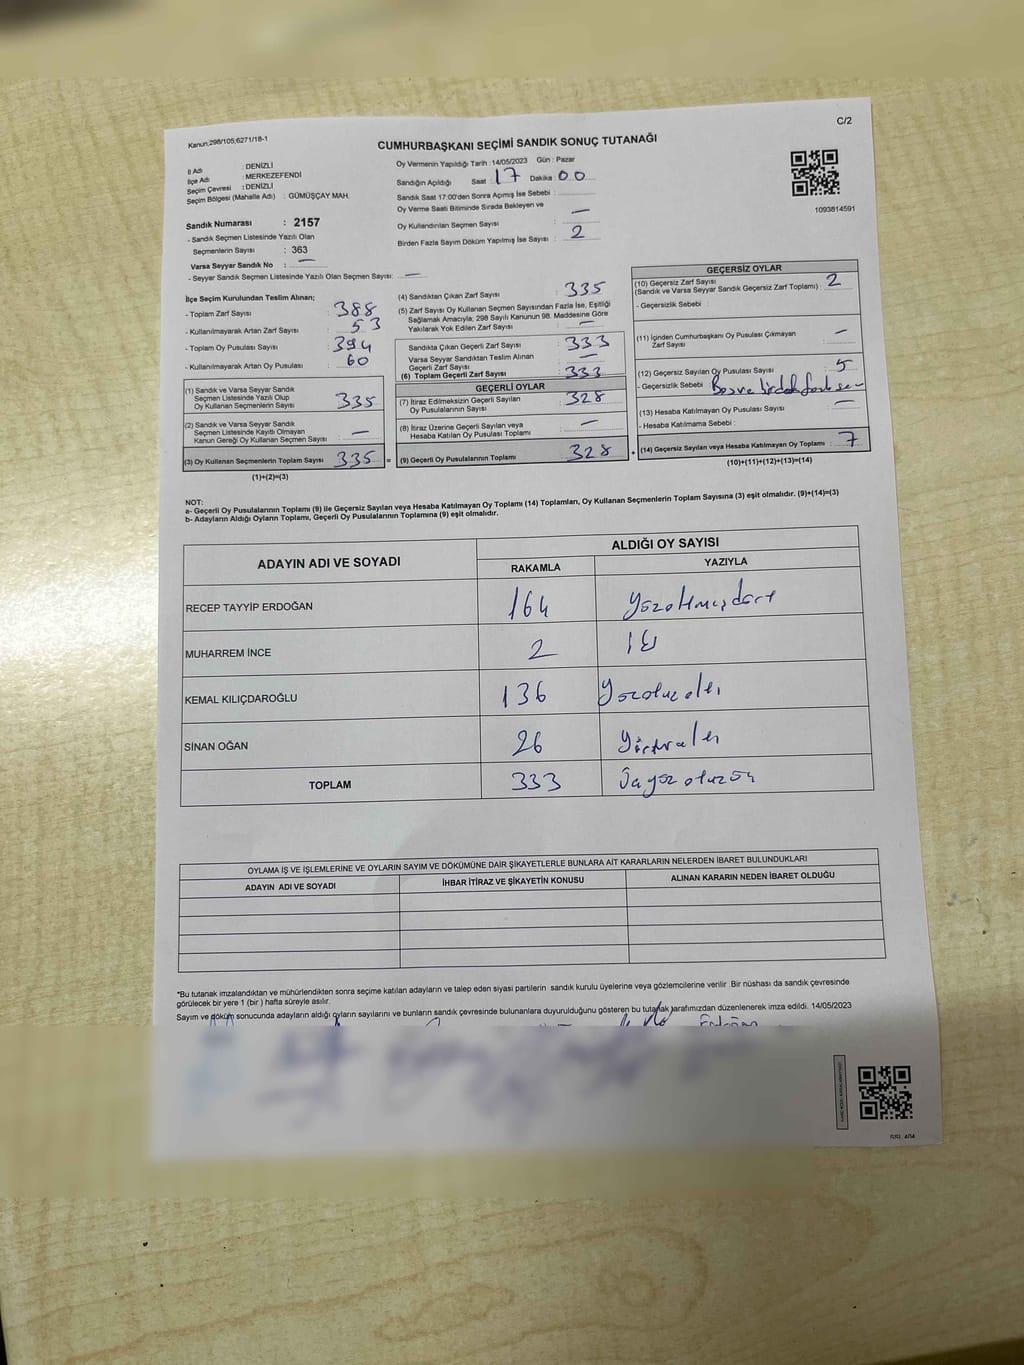 C/2
Kanun;298/105;6271/18-1
CUMHURBAŞKANI SEÇİMİ SANDIK SONUÇ TUTANAĞI
İl Adı : DENİZLİ
İlçe Adı : MERKEZEFENDİ
Seçim Çevresi : DENİZLİ
Seçim Bölgesi (Mahalle Adı) : GÜMÜŞÇAY MAH.
Sandık Numarası : 2157
- Sandık Seçmen Listesinde Yazılı Olan
Seçmenlerin Sayısı : 363
Varsa Seyyar Sandık No : —
- Seyyar Sandık Seçmen Listesinde Yazılı Olan Seçmen Sayısı: —
Oy Vermenin Yapıldığı Tarih : 14/05/2023 Gün : Pazar
Sandığın Açıldığı Saat : 17 Dakika : 00
Sandık Saat 17:00'den Sonra Açımış İse Sebebi :
Oy Verme Saati Bitiminde Sırada Bekleyen ve
Oy Kullandırılan Seçmen Sayısı : —
Birden Fazla Sayım Döküm Yapılmış İse Sayısı : 2
1093814591
İlçe Seçim Kurulundan Teslim Alınan;
- Toplam Zarf Sayısı : 388
- Kullanılmayarak Artan Zarf Sayısı : 53
- Toplam Oy Pusulası Sayısı : 394
- Kullanılmayarak Artan Oy Pusulası : 60
(1) Sandık ve Varsa Seyyar Sandık
Seçmen Listesinde Yazılı Olup
Oy Kullanan Seçmenlerin Sayısı : 335
(2) Sandık ve Varsa Seyyar Sandık
Seçmen Listesinde Kayıtlı Olmayan
Kanun Gereği Oy Kullanan Seçmen Sayısı : —
(3) Oy Kullanan Seçmenlerin Toplam Sayısı : 335 =
(1)+(2)=(3)
(4) Sandıktan Çıkan Zarf Sayısı : 335
(5) Zarf Sayısı Oy Kullanan Seçmen Sayısından Fazla İse, Eşitliği
Sağlamak Amacıyla; 298 Sayılı Kanunun 98. Maddesine Göre
Yakılarak Yok Edilen Zarf Sayısı : —
Sandıkta Çıkan Geçerli Zarf Sayısı : 333
Varsa Seyyar Sandıktan Teslim Alınan
Geçerli Zarf Sayısı : —
(6) Toplam Geçerli Zarf Sayısı : 333
GEÇERLİ OYLAR
(7) İtiraz Edilmeksizin Geçerli Sayılan
Oy Pusulalarının Sayısı : 328
(8) İtiraz Üzerine Geçerli Sayılan veya
Hesaba Katılan Oy Pusulası Toplamı : —
(9) Geçerli Oy Pusulalarının Toplamı : 328 +
GEÇERSİZ OYLAR
(10) Geçersiz Zarf Sayısı
(Sandık ve Varsa Seyyar Sandık Geçersiz Zarf Toplamı) : 2
- Geçersizlik Sebebi :
(11) İçinden Cumhurbaşkanı Oy Pusulası Çıkmayan
Zarf Sayısı : —
(12) Geçersiz Sayılan Oy Pusulası Sayısı : 5
- Geçersizlik Sebebi :
(13) Hesaba Katılmayan Oy Pusulası Sayısı : —
- Hesaba Katılmama Sebebi :
(14) Geçersiz Sayılan veya Hesaba Katılmayan Oy Toplamı : 7
(10)+(11)+(12)+(13)=(14)
NOT:
a- Geçerli Oy Pusulalarının Toplamı (9) ile Geçersiz Sayılan veya Hesaba Katılmayan Oy Toplamı (14) Toplamları, Oy Kullanan Seçmenlerin Toplam Sayısına (3) eşit olmalıdır. (9)+(14)=(3)
b- Adayların Aldığı Oyların Toplamı, Geçerli Oy Pusulalarının Toplamına (9) eşit olmalıdır.
ADAYIN ADI VE SOYADI
ALDIĞI OY SAYISI
RAKAMLA YAZIYLA
RECEP TAYYİP ERDOĞAN 164 Yüzaltmışdört
MUHARREM İNCE 2 İki
KEMAL KILIÇDAROĞLU 136 Yüzotuzaltı
SİNAN OĞAN 26 Yirmialtı
TOPLAM 333 Üçyüzotuzüç
OYLAMA İŞ VE İŞLEMLERİNE VE OYLARIN SAYIM VE DÖKÜMÜNE DAİR ŞİKAYETLERLE BUNLARA AİT KARARLARIN NELERDEN İBARET BULUNDUKLARI
ADAYIN ADI VE SOYADI İHBAR İTİRAZ VE ŞİKAYETİN KONUSU ALINAN KARARIN NEDEN İBARET OLDUĞU
*Bu tutanak imzalandıktan ve mühürlendikten sonra seçime katılan adayların ve talep eden siyasi partilerin sandık kurulu üyelerine veya gözlemcilerine verilir. Bir nüshası da sandık çevresinde
görülecek bir yere 1 (bir) hafta süreyle asılır.
Sayım ve döküm sonucunda adayların aldığı oyların sayılarını ve bunların sandık çevresinde bulunanlara duyurulduğunu gösteren bu tutanak tarafımızdan düzenlenerek imza edildi. 14/05/2023